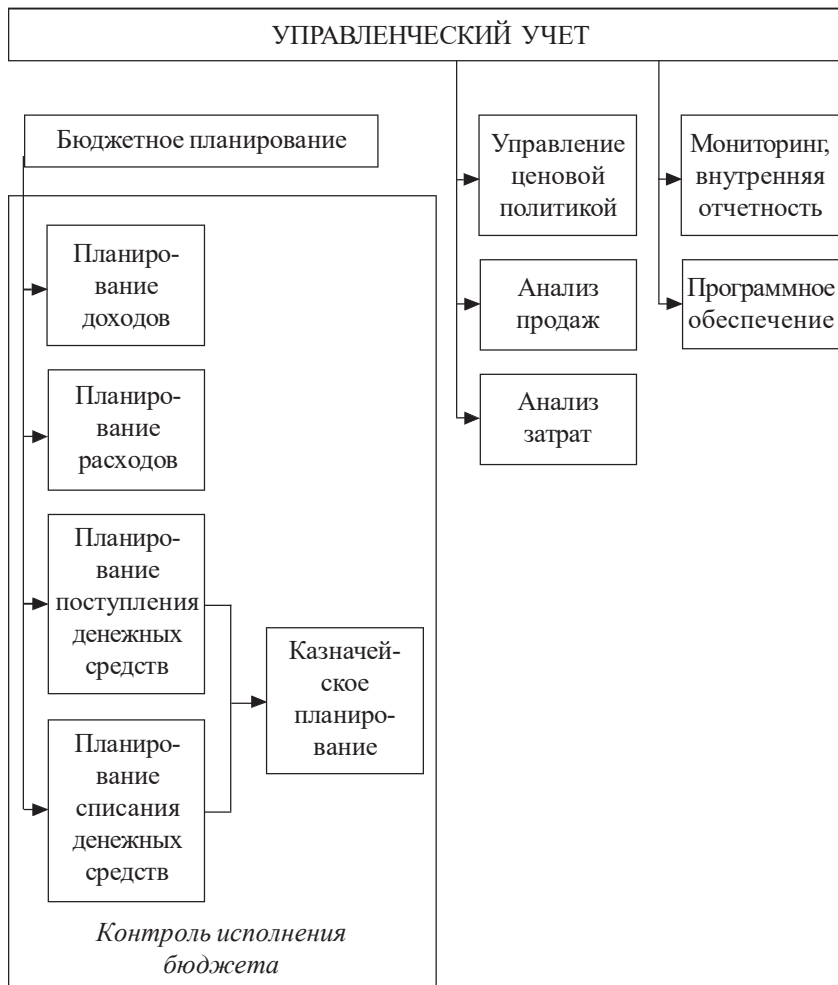 УПРАВЛЕНЧЕСКИЙ УЧЕТ
Бюджетное планирование
Планиро-
вание
доходов
Планиро-
вание
расходов
Планиро-
вание
поступления
денежных
средств
Планиро-
вание
списания
денежных
средств
Казначей-
ское
планиро-
вание
Контроль исполнения
бюджета
Управление
ценовой
политикой
Анализ
продаж
Анализ
затрат
Мониторинг,
внутренняя
отчетность
Программное
обеспечение